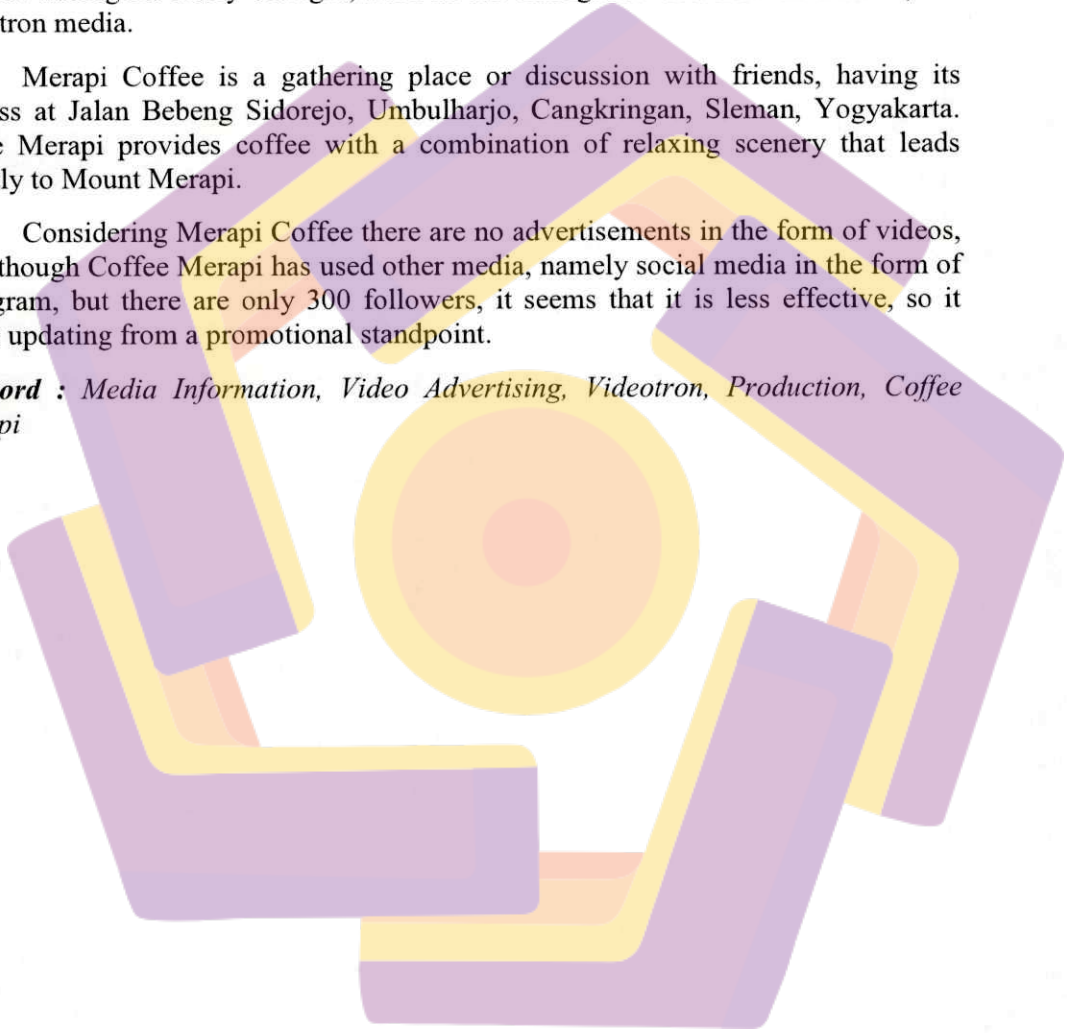 tron media.
Merapi Coffee is a gathering place or discussion with friends, having its
ss at Jalan Bebeng Sidorejo, Umbulharjo, Cangkringan, Sleman, Yogyakarta.
e Merapi provides coffee with a combination of relaxing scenery that leads
ly to Mount Merapi.
Considering Merapi Coffee there are no advertisements in the form of videos,
though Coffee Merapi has used other media, namely social media in the form of
gram, but there are only 300 followers, it seems that it is less effective, so it
updating from a promotional standpoint.
ord : Media Information, Video Advertising, Videotron, Production, Coffee
pi